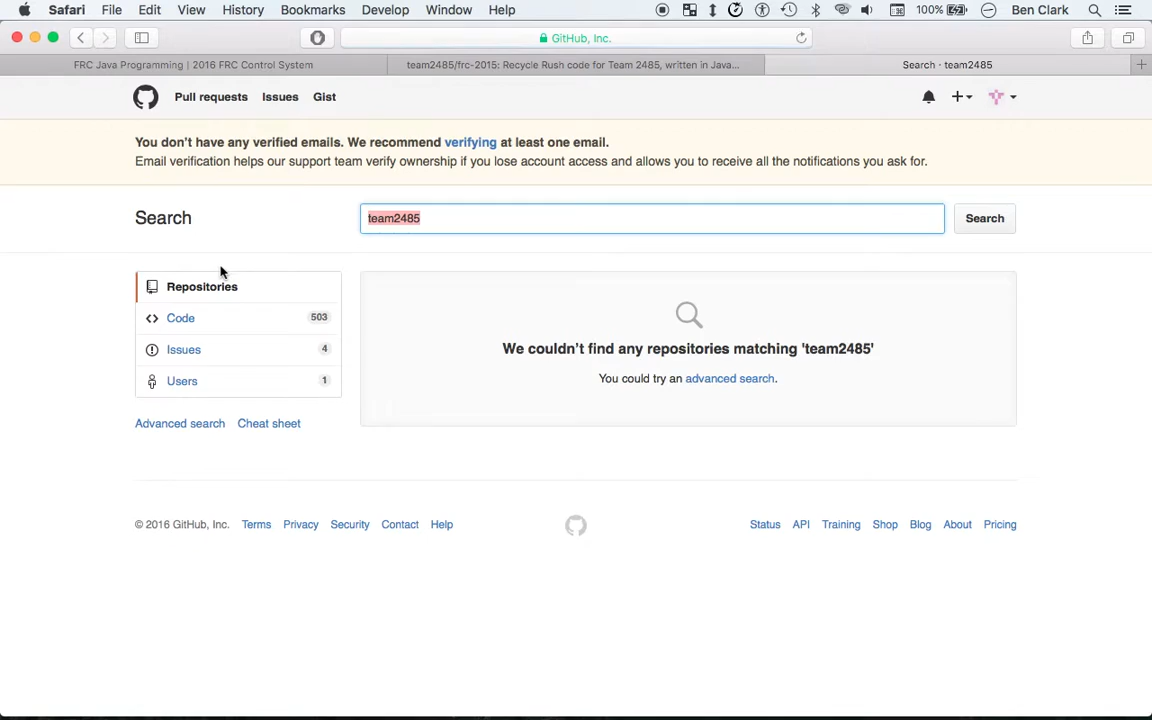 Safari File Edit View History Bookmarks Develop Window Help 100% Ben Clark
GitHub, Inc.
FRC Java Programming | 2016 FRC Control System team2485/frc-2015: Recycle Rush code for Team 2485, written in Java... Search · team2485
Pull requests Issues Gist
You don't have any verified emails. We recommend verifying at least one email.
Email verification helps our support team verify ownership if you lose account access and allows you to receive all the notifications you ask for.
Search team2485 Search
Repositories
Code 503
Issues 4
Users 1
Advanced search Cheat sheet
We couldn't find any repositories matching 'team2485'
You could try an advanced search.
© 2016 GitHub, Inc. Terms Privacy Security Contact Help Status API Training Shop Blog About Pricing